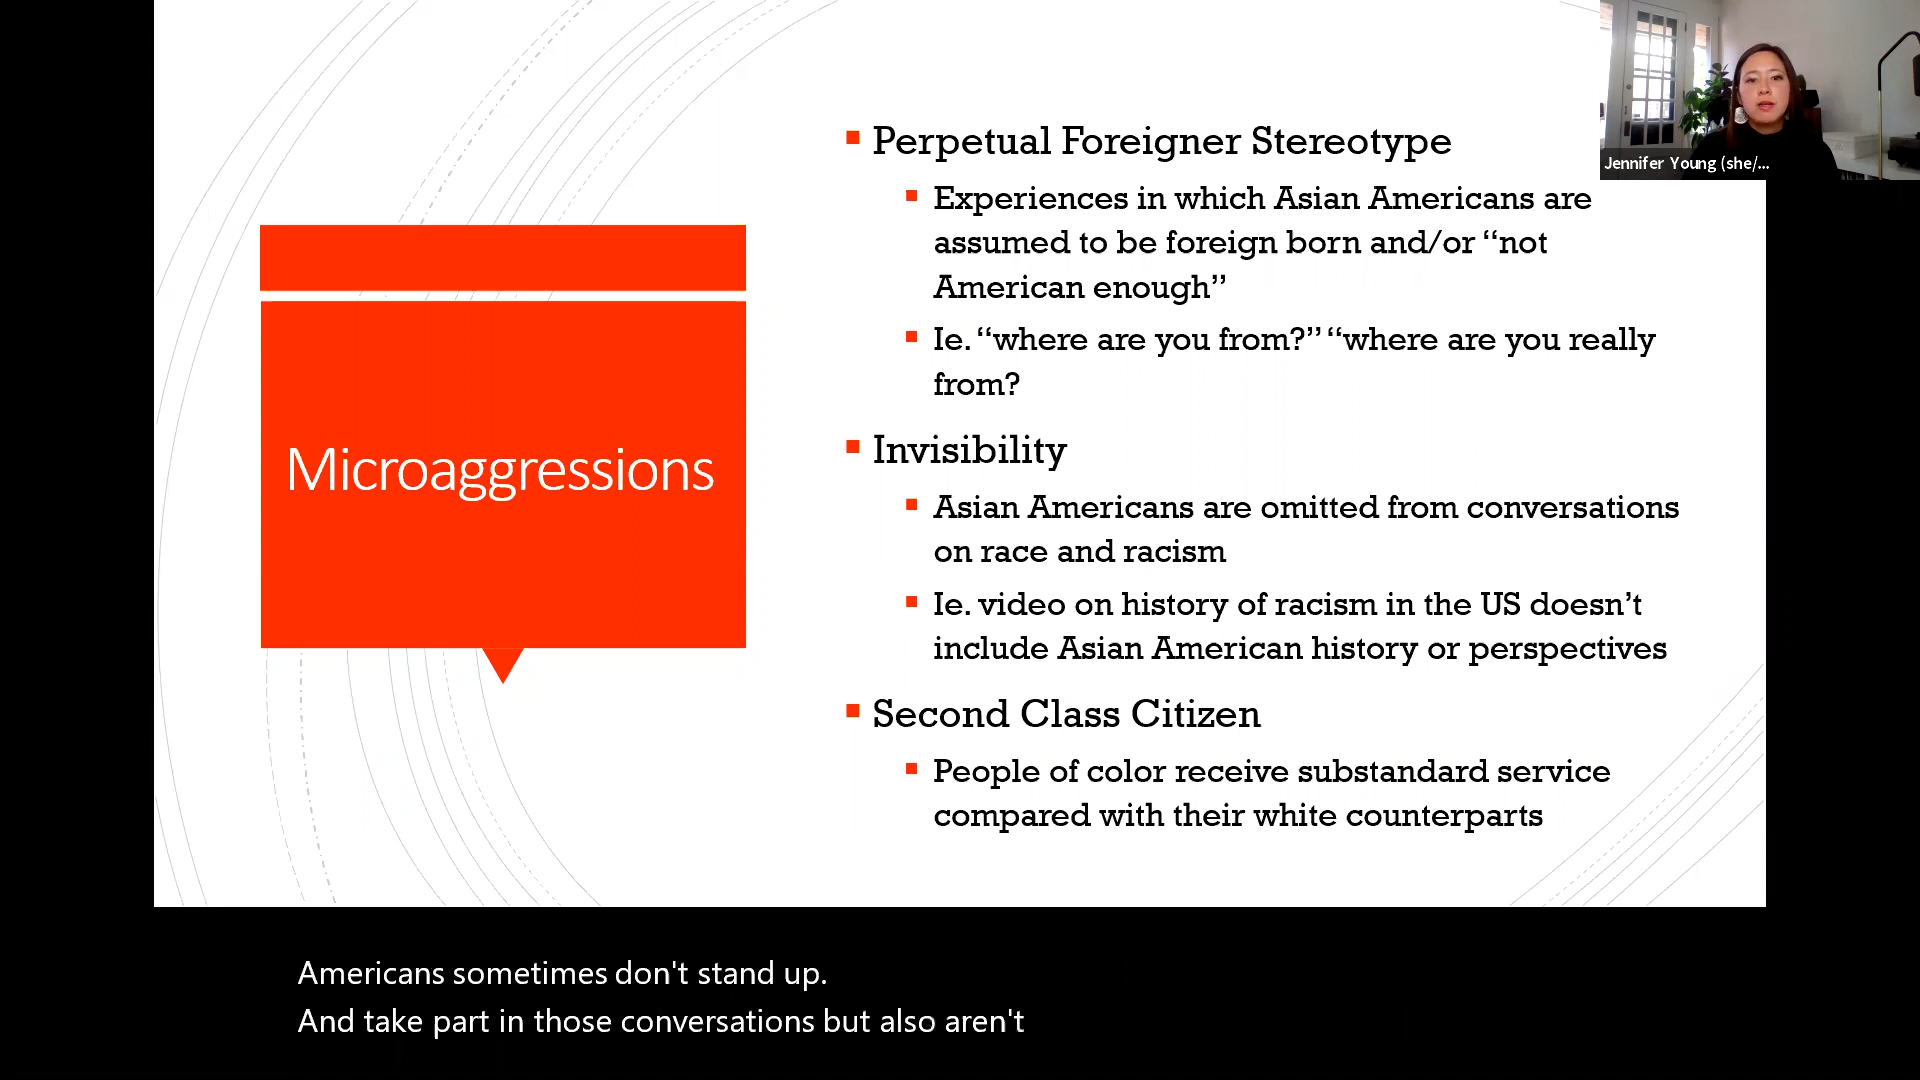 Microaggressions
Perpetual Foreigner Stereotype
Experiences in which Asian Americans are
assumed to be foreign born and/or “not
American enough”
Ie. “where are you from?” “where are you really
from?
Invisibility
Asian Americans are omitted from conversations
on race and racism
Ie. video on history of racism in the US doesn’t
include Asian American history or perspectives
Second Class Citizen
People of color receive substandard service
compared with their white counterparts
Jennifer Young (she/...
Americans sometimes don't stand up.
And take part in those conversations but also aren't